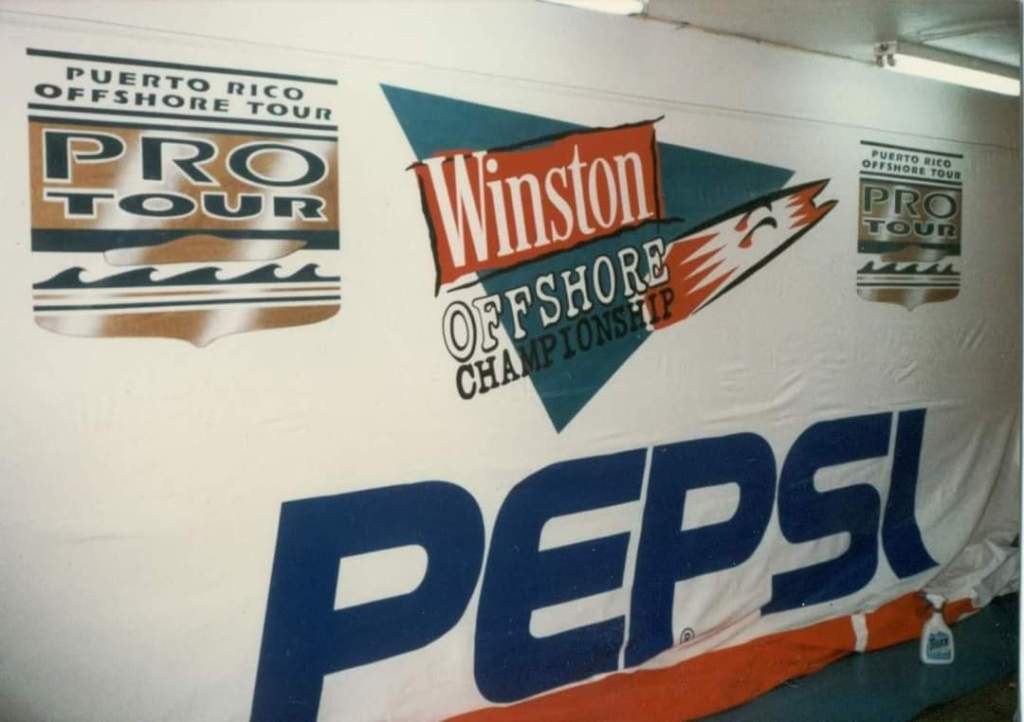 PUERTO RICO
OFFSHORE TOUR
PRO
TOUR
Winston
OFFSHORE
CHAMPIONSHIP
PUERTO RICO
OFFSHORE TOUR
PRO
TOUR
PEPSI
®